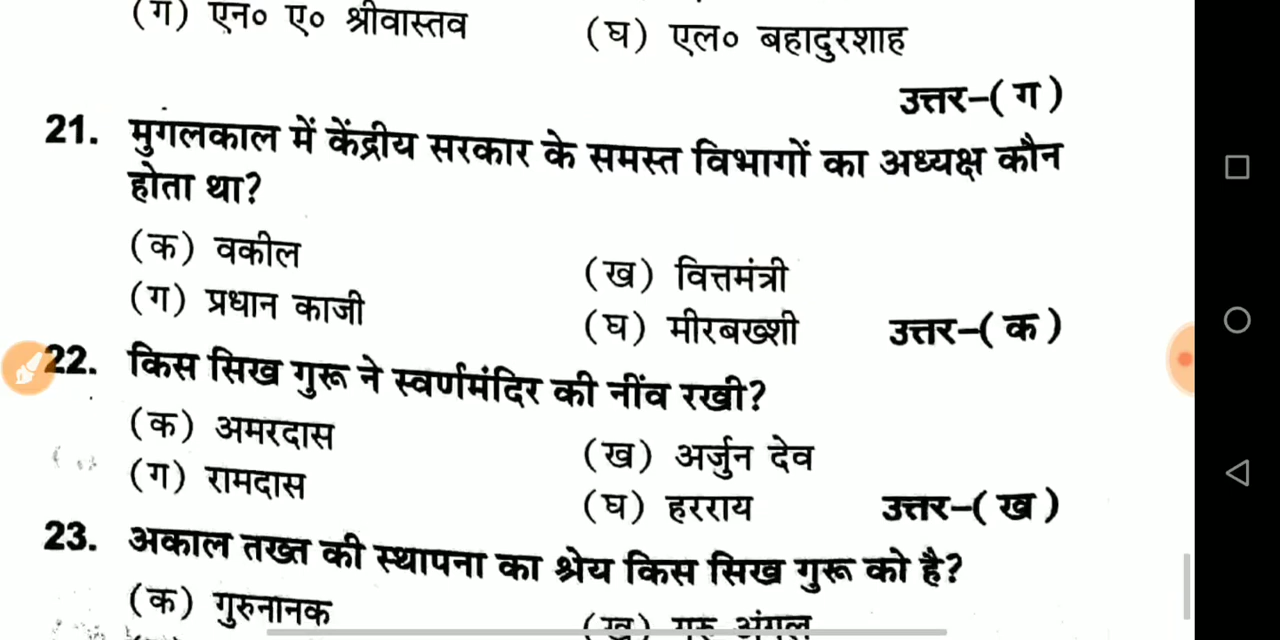 (ग) एन० ए० श्रीवास्तव (घ) एल० बहादुरशाह
उत्तर–(ग)
21. मुगलकाल में केंद्रीय सरकार के समस्त विभागों का अध्यक्ष कौन
होता था?
(क) वकील (ख) वित्तमंत्री
(ग) प्रधान काजी (घ) मीरबख्शी उत्तर–(क)
22. किस सिख गुरू ने स्वर्णमंदिर की नींव रखी?
(क) अमरदास (ख) अर्जुन देव
(ग) रामदास (घ) हरराय उत्तर–(ख)
23. अकाल तख्त की स्थापना का श्रेय किस सिख गुरू को है?
(क) गुरुनानक (ख)